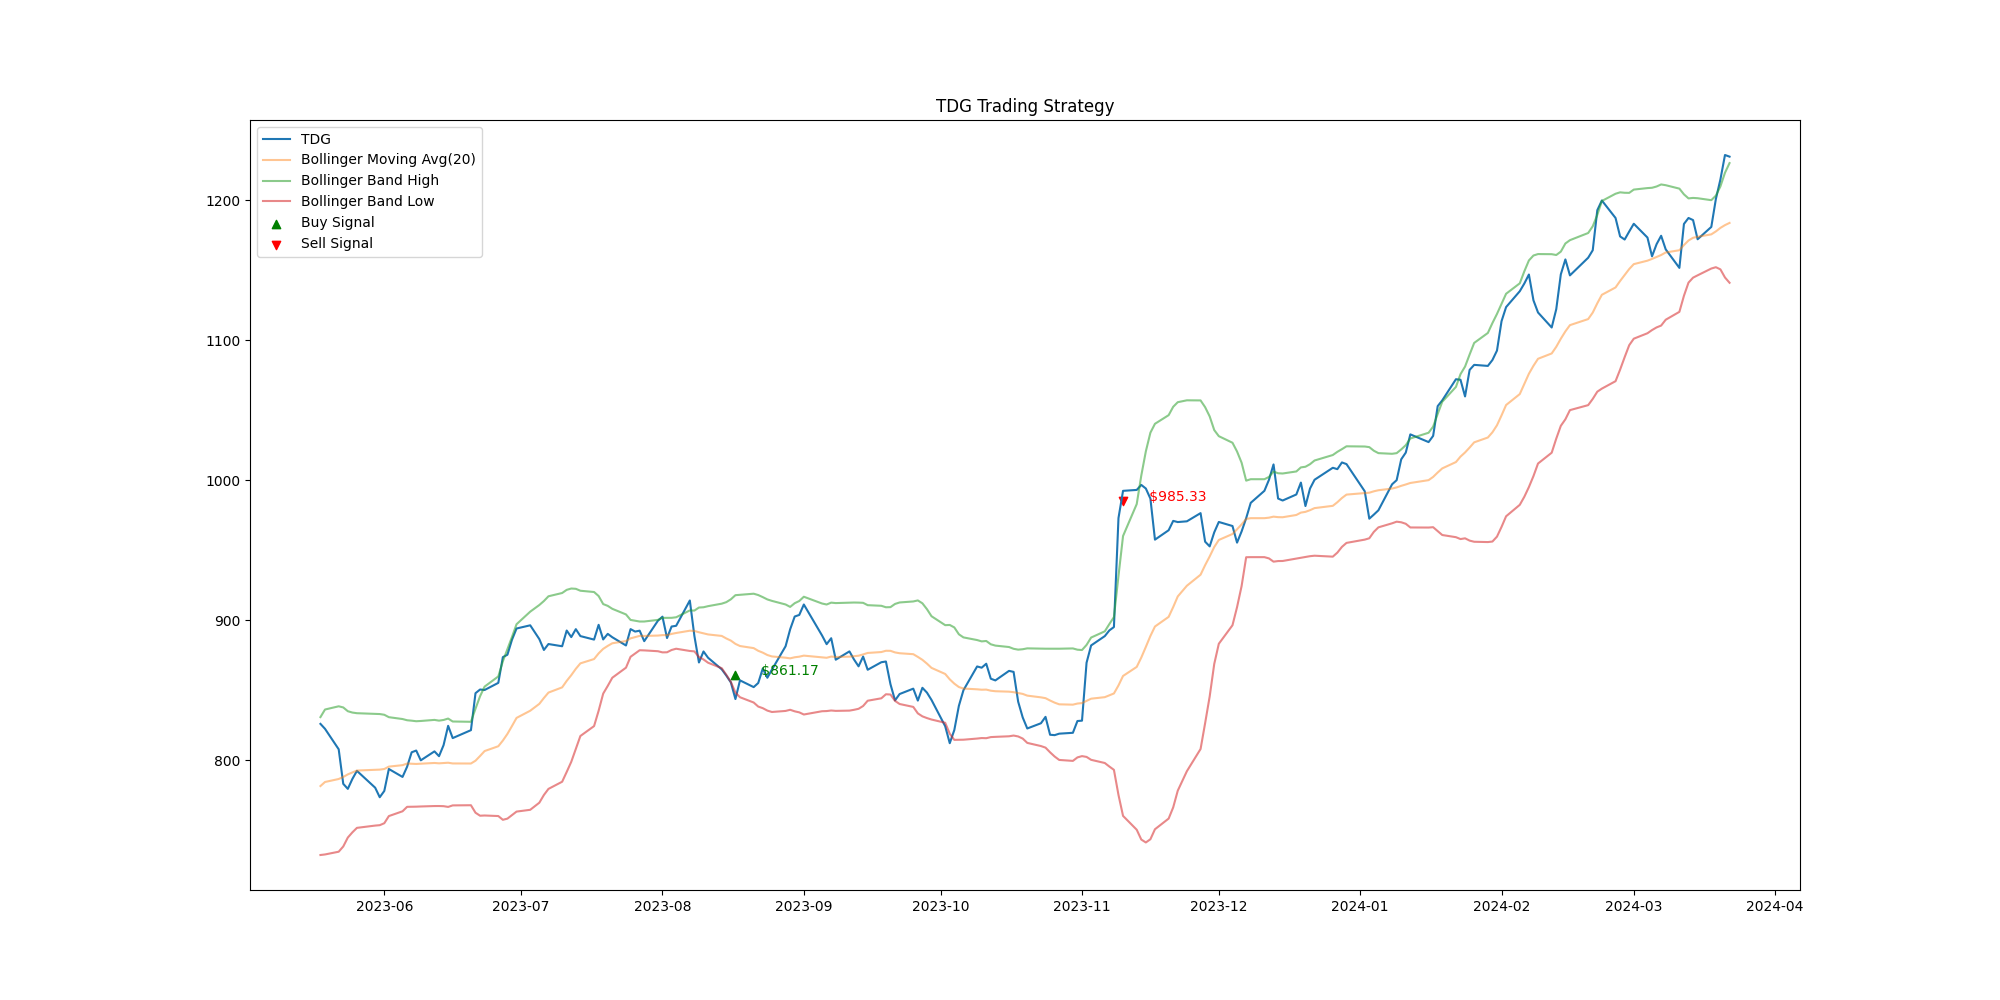 TDG Trading Strategy
TDG
Bollinger Moving Avg(20)
Bollinger Band High
Bollinger Band Low
Buy Signal
Sell Signal
1200
1100
1000
900
800
$985.33
$861.17
2023-06 2023-07 2023-08 2023-09 2023-10 2023-11 2023-12 2024-01 2024-02 2024-03 2024-04